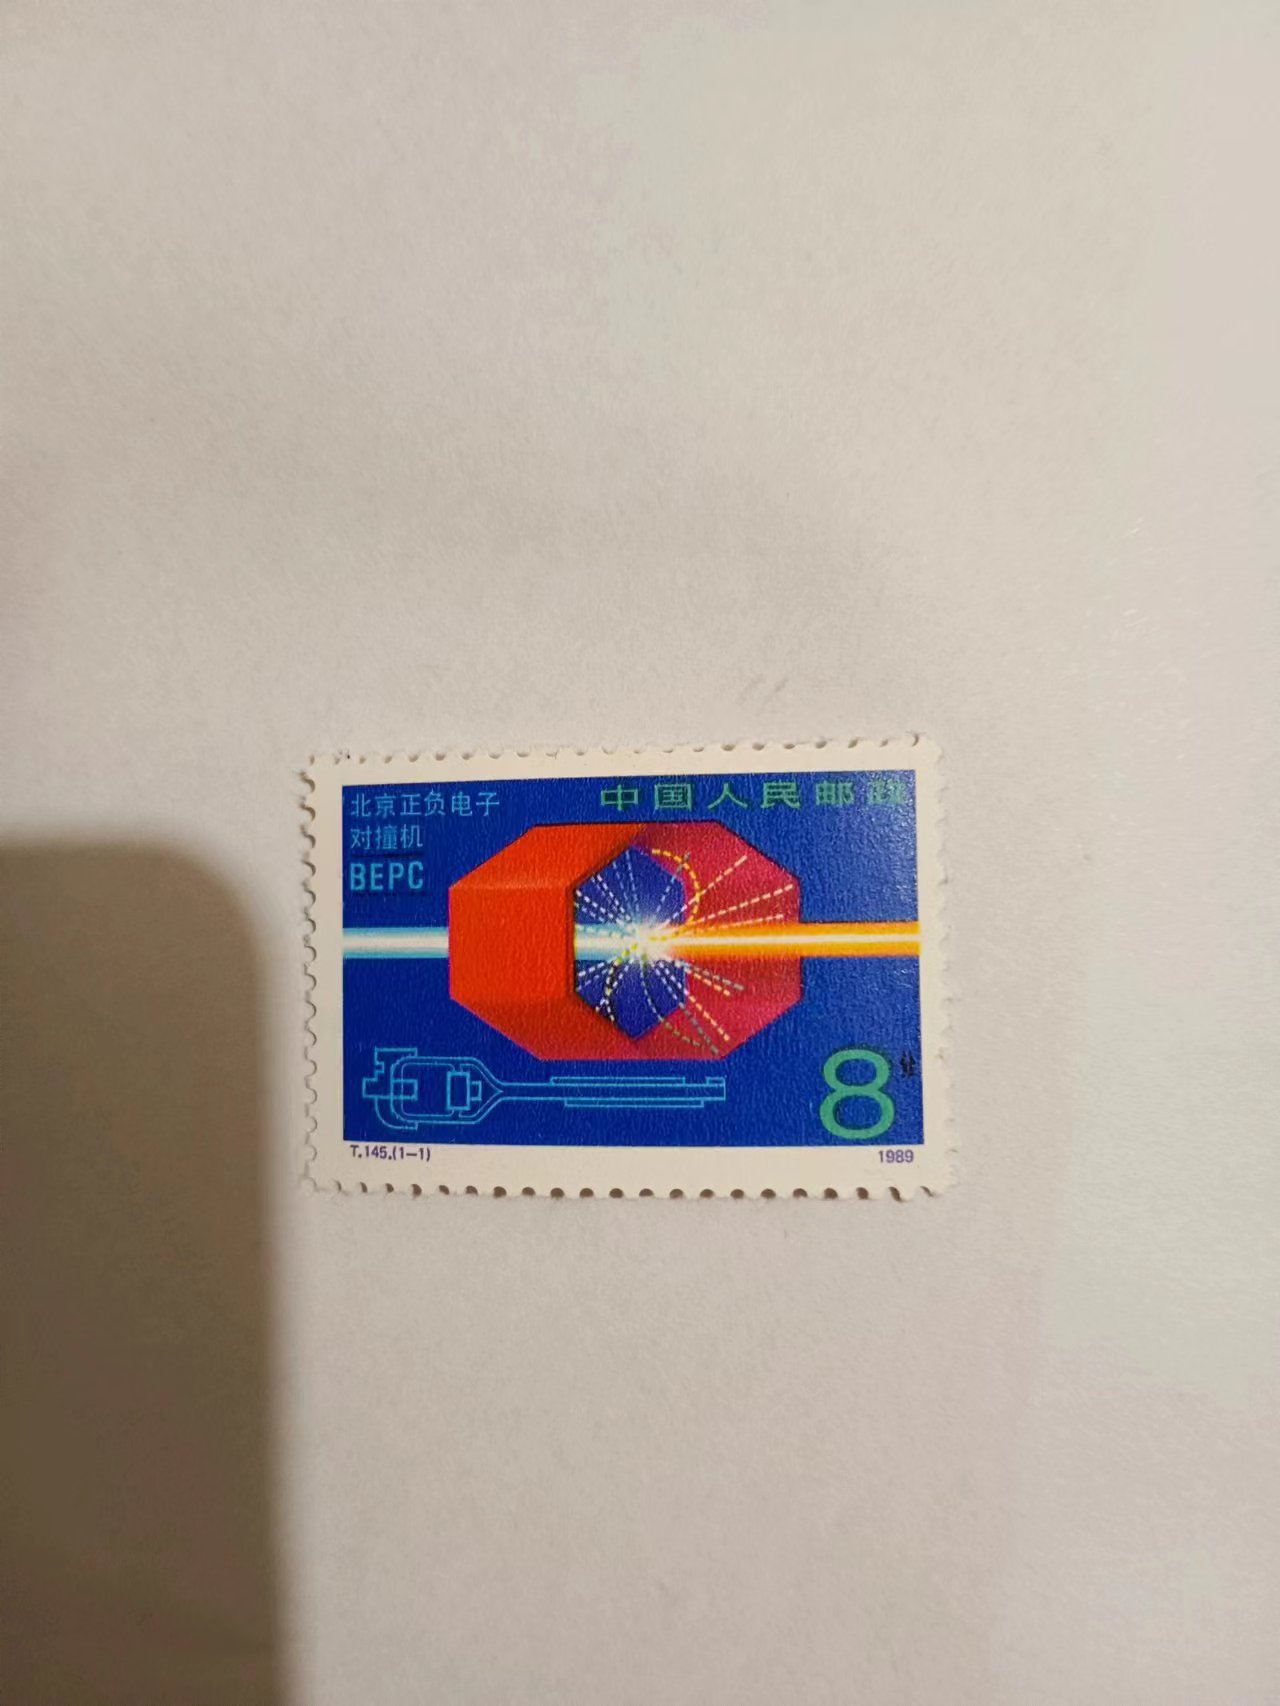 北京正负电子
对撞机
BEPC
中国人民邮政
8分
T.145.(1-1)
1989